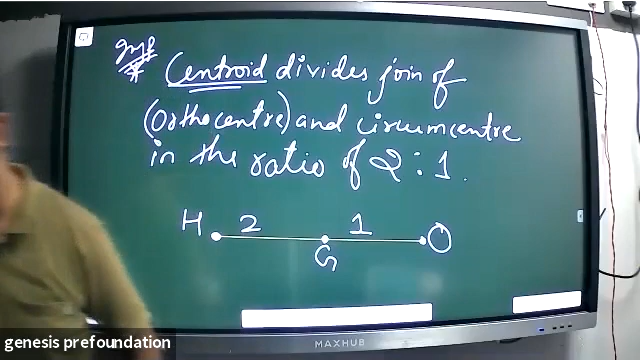 Imp
* Centroid divides join of
(Orthocentre) and circumcentre
in the ratio of 2 : 1.
H 2 1 O
G
MAXHUB
genesis prefoundation